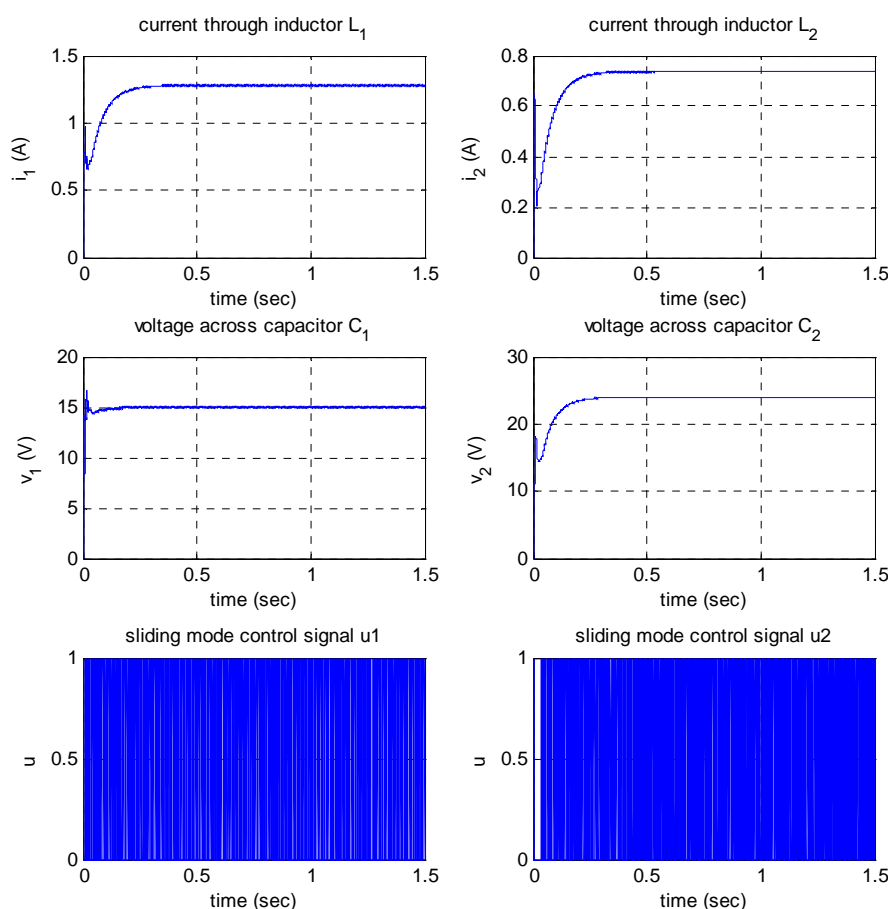 current through inductor L1
1.5
1
0.5
0
i1 (A)
0 0.5 1 1.5
time (sec)
current through inductor L2
0.8
0.6
0.4
0.2
0
i2 (A)
0 0.5 1 1.5
time (sec)
voltage across capacitor C1
20
15
10
5
0
v1 (V)
0 0.5 1 1.5
time (sec)
voltage across capacitor C2
30
20
10
0
v2 (V)
0 0.5 1 1.5
time (sec)
sliding mode control signal u1
1
0.5
0
u
0 0.5 1 1.5
time (sec)
sliding mode control signal u2
1
0.5
0
u
0 0.5 1 1.5
time (sec)